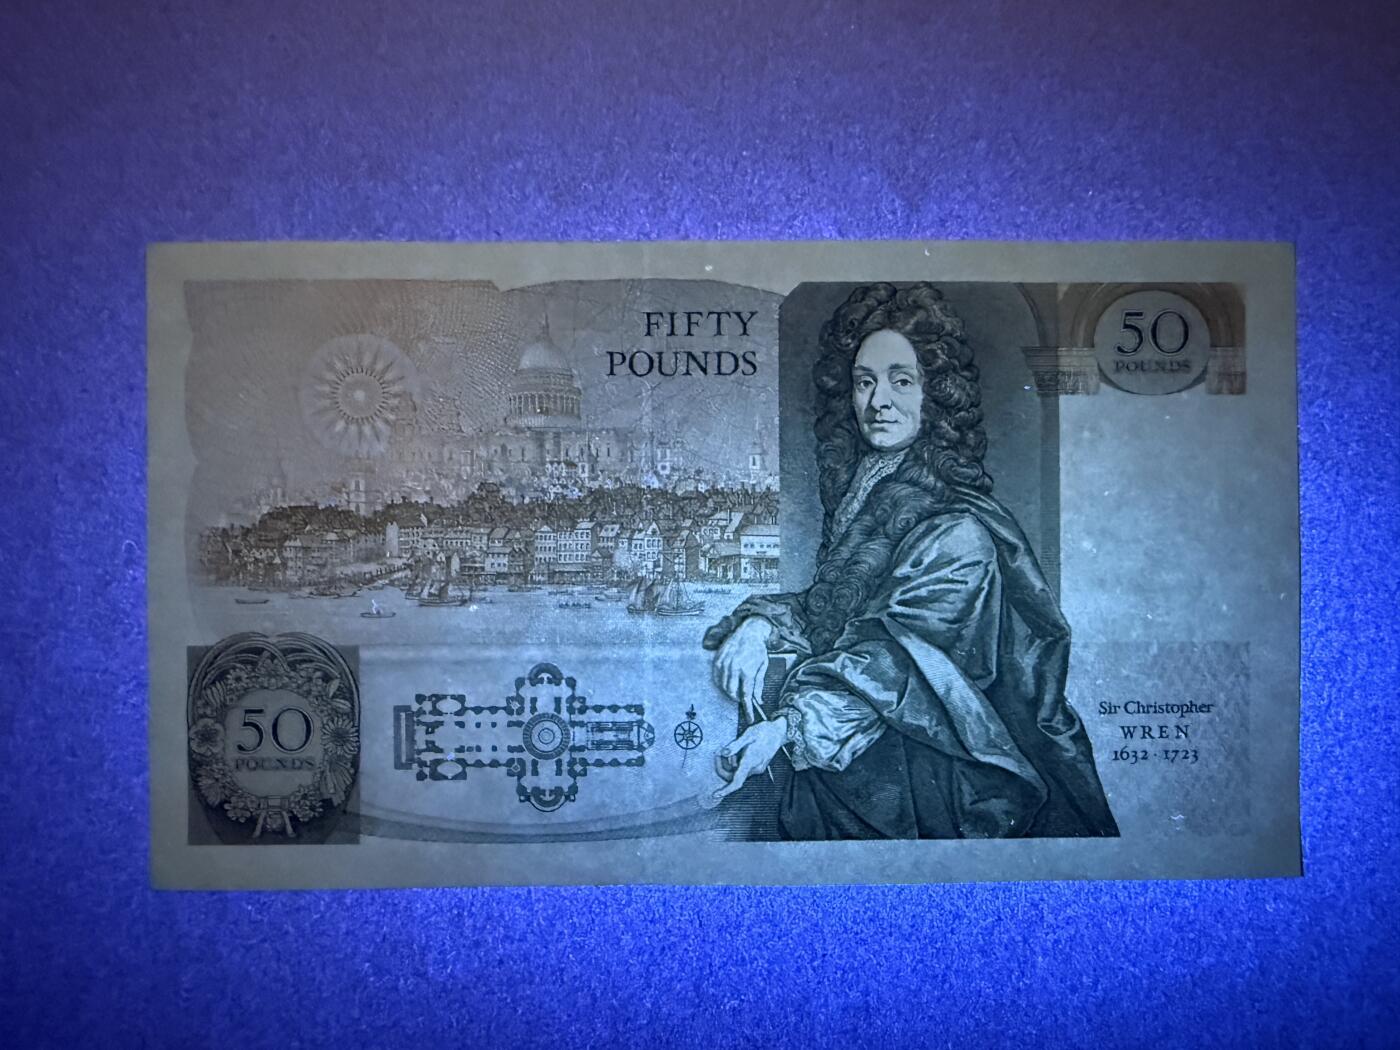 FIFTY
POUNDS
50
POUNDS
50
POUNDS
Sir Christopher
WREN
1632 · 1723